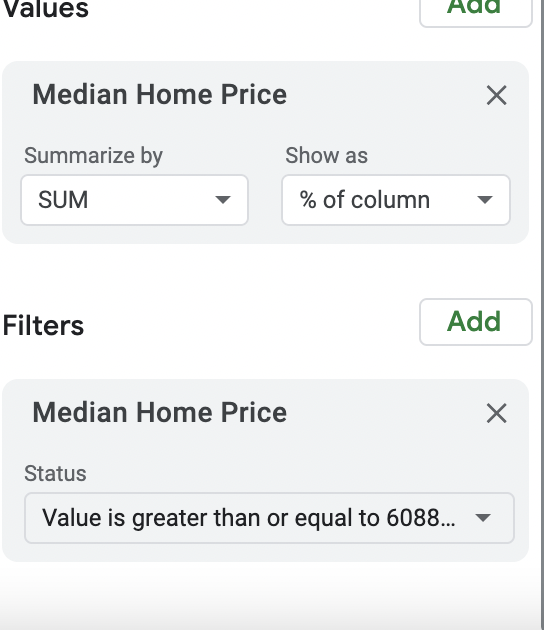 Values Add
Median Home Price
Summarize by Show as
SUM % of column
Filters Add
Median Home Price
Status
Value is greater than or equal to 6088...